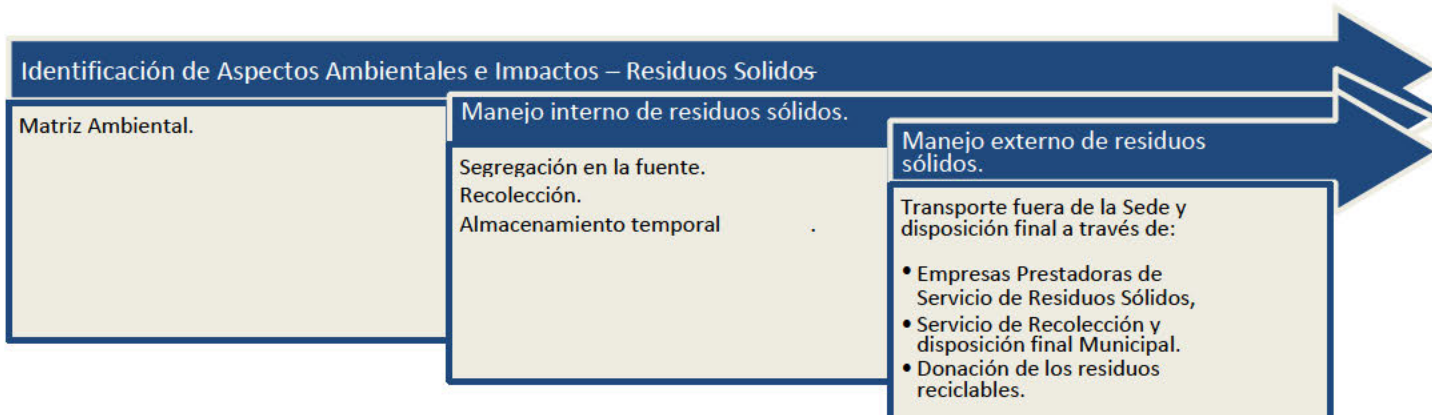 Identificación de Aspectos Ambientales e Impactos – Residuos Solidos
Matriz Ambiental.
Manejo interno de residuos sólidos.
Segregación en la fuente.
Recolección.
Almacenamiento temporal .
Manejo externo de residuos
sólidos.
Transporte fuera de la Sede y
disposición final a través de:
• Empresas Prestadoras de
Servicio de Residuos Sólidos,
• Servicio de Recolección y
disposición final Municipal.
• Donación de los residuos
reciclables.